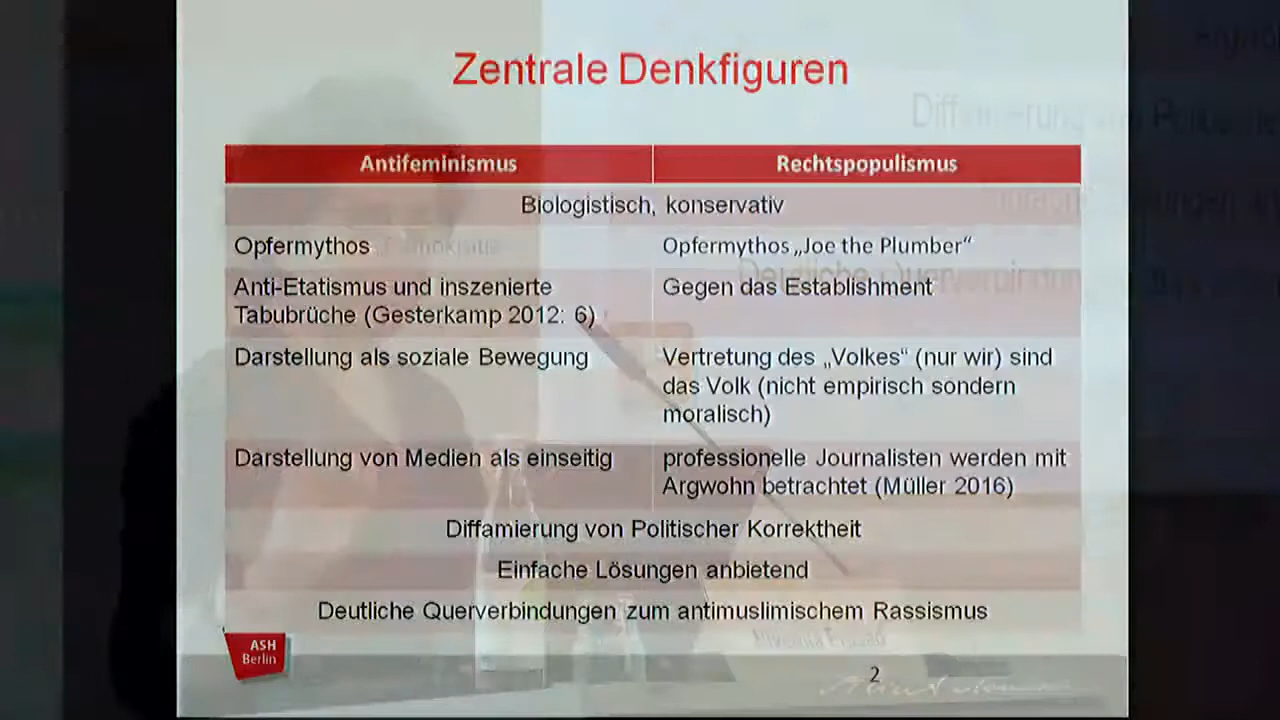 Zentrale Denkfiguren
Antifeminismus Rechtspopulismus
Biologistisch, konservativ
Opfermythos Opfermythos „Joe the Plumber“
Anti-Etatismus und inszenierte Gegen das Establishment
Tabubrüche (Gesterkamp 2012: 6)
Darstellung als soziale Bewegung Vertretung des „Volkes“ (nur wir) sind
das Volk (nicht empirisch sondern
moralisch)
Darstellung von Medien als einseitig professionelle Journalisten werden mit
Argwohn betrachtet (Müller 2016)
Diffamierung von Politischer Korrektheit
Einfache Lösungen anbietend
Deutliche Querverbindungen zum antimuslimischem Rassismus
ASH
Berlin
2